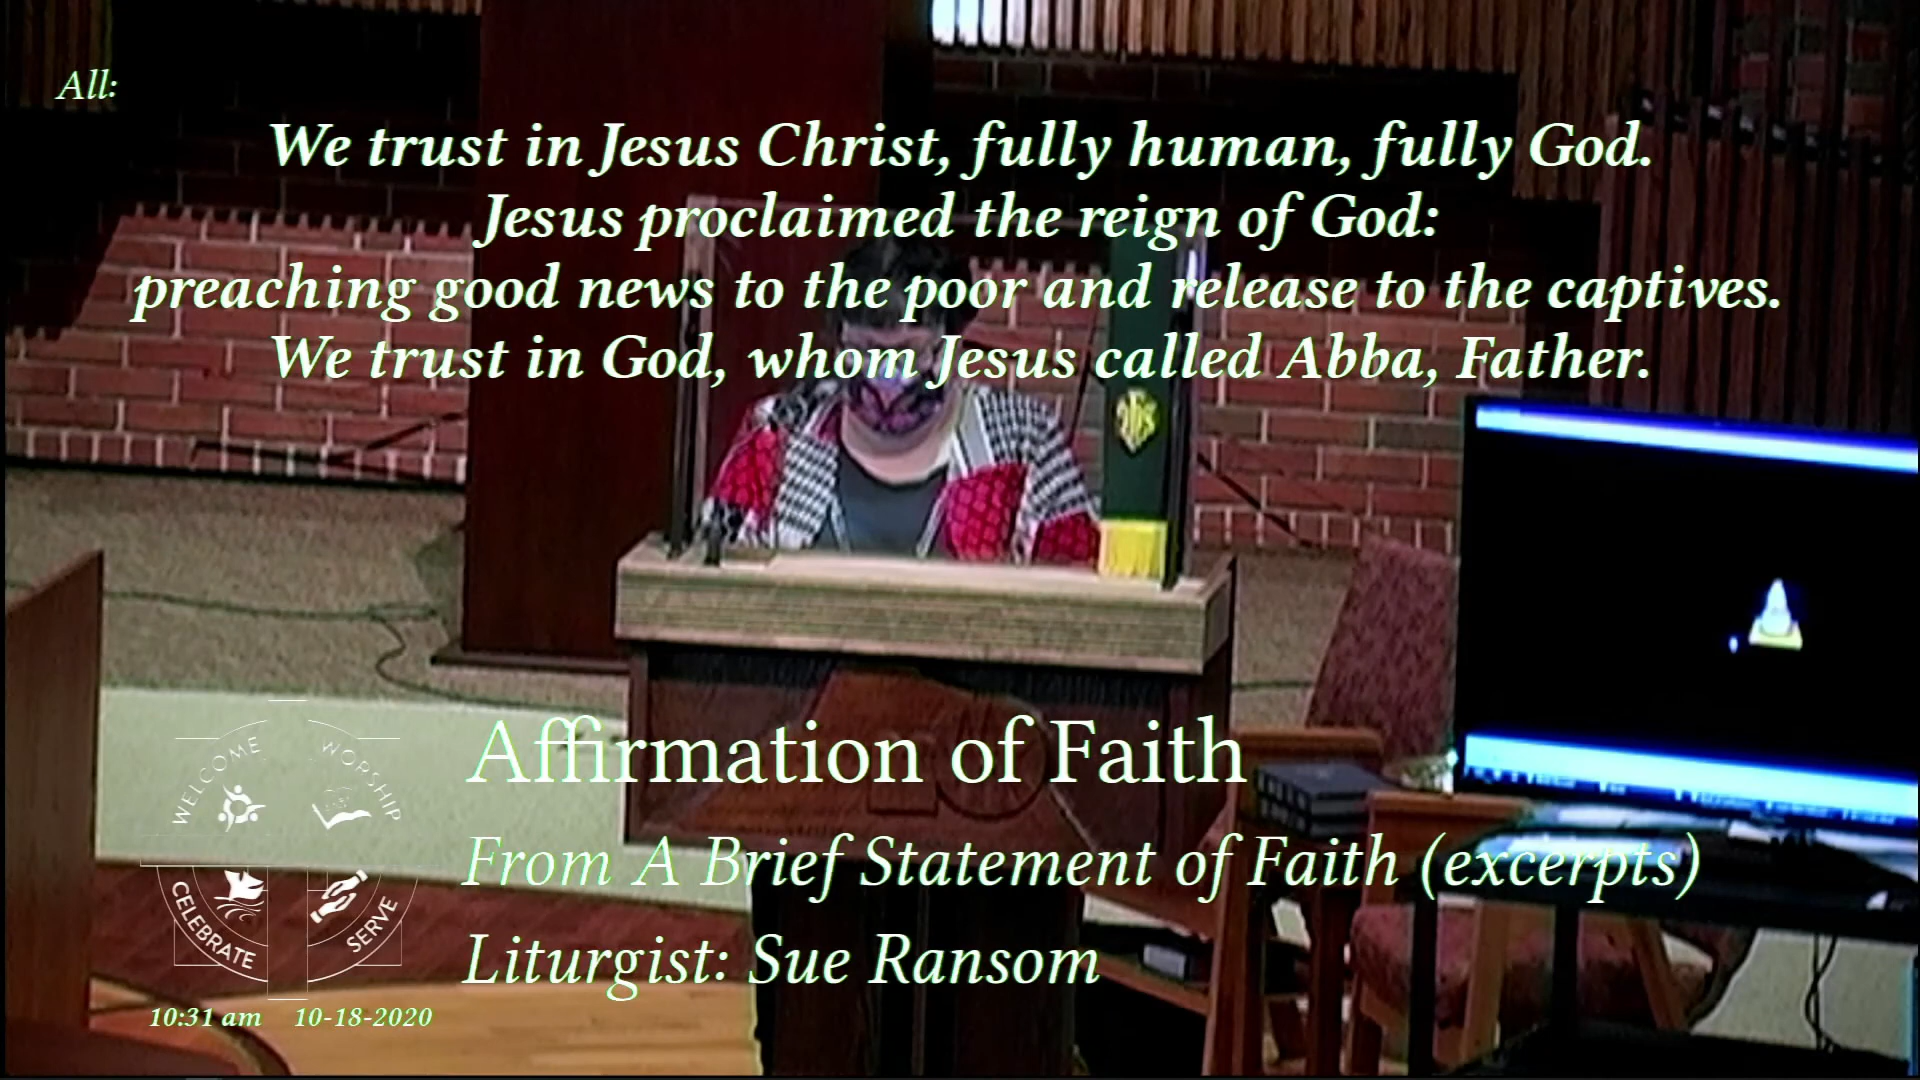 All:
We trust in Jesus Christ, fully human, fully God.
Jesus proclaimed the reign of God:
preaching good news to the poor and release to the captives.
We trust in God, whom Jesus called Abba, Father.
Affirmation of Faith
From A Brief Statement of Faith (excerpts)
Liturgist: Sue Ransom
WELCOME
WORSHIP
CELEBRATE
SERVE
10:31 am 10-18-2020